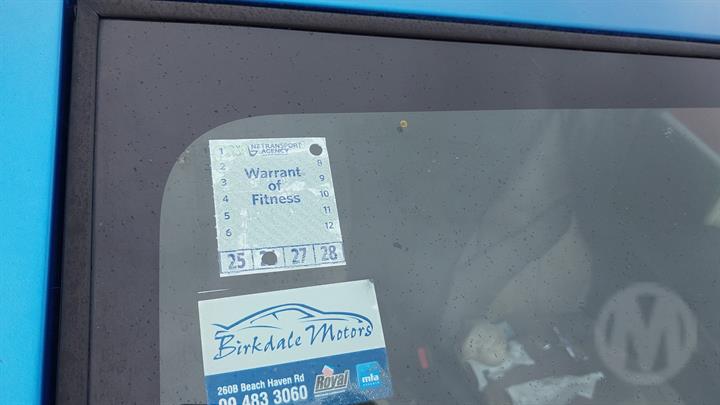 1 NZ TRANSPORT
AGENCY
2 8
3 9
4 10
5 11
6 12
Warrant
of
Fitness
25 27 28
Birkdale Motors
260B Beach Haven Rd
09 483 3060
Royal
mta
M